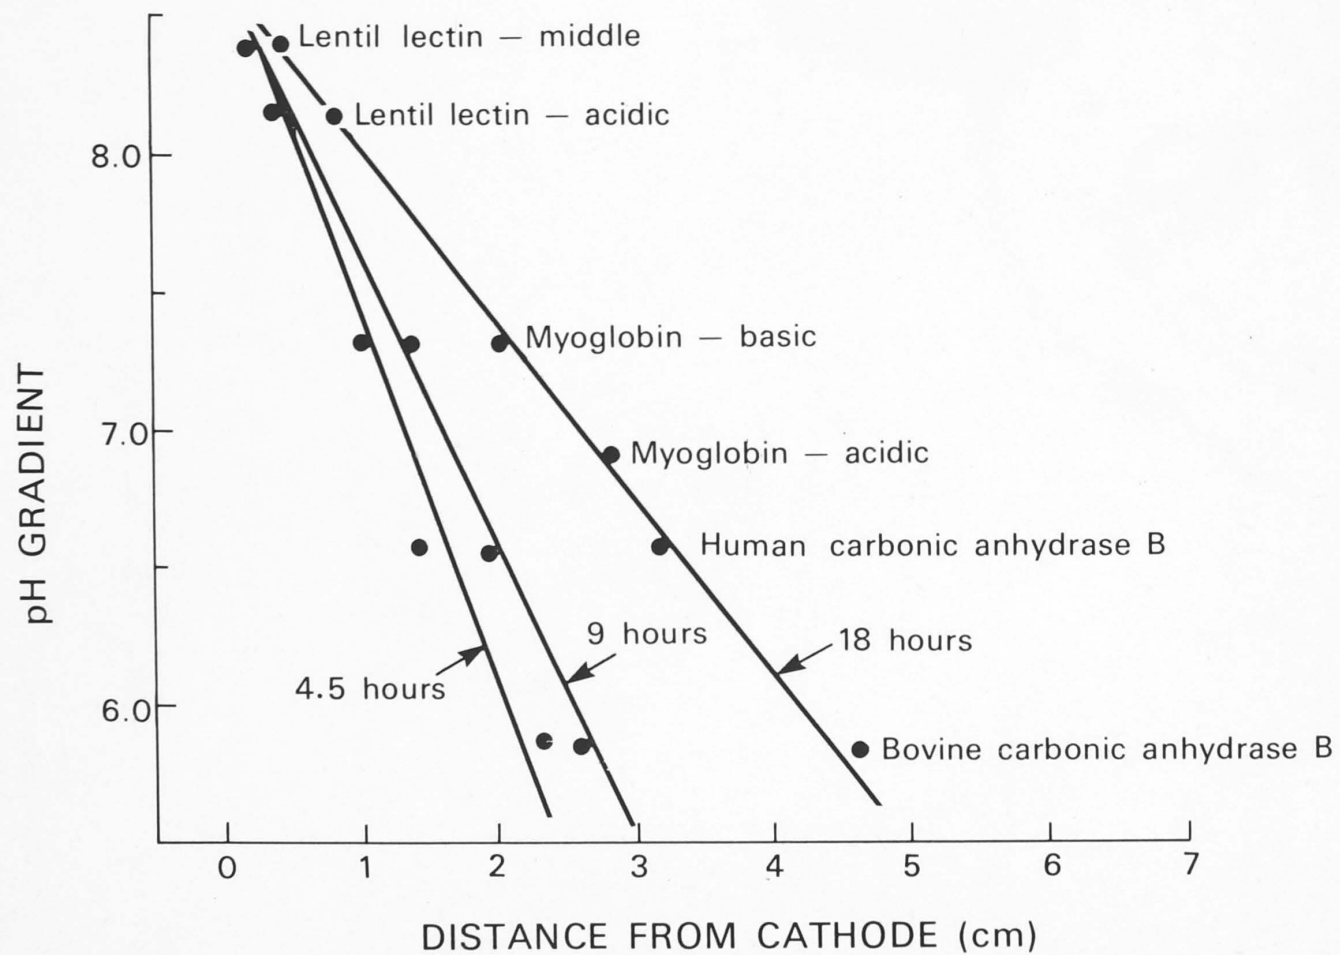 Lentil lectin — middle
Lentil lectin — acidic
8.0
Myoglobin — basic
7.0
Myoglobin — acidic
Human carbonic anhydrase B
9 hours
18 hours
4.5 hours
6.0
Bovine carbonic anhydrase B
pH GRADIENT
0 1 2 3 4 5 6 7
DISTANCE FROM CATHODE (cm)